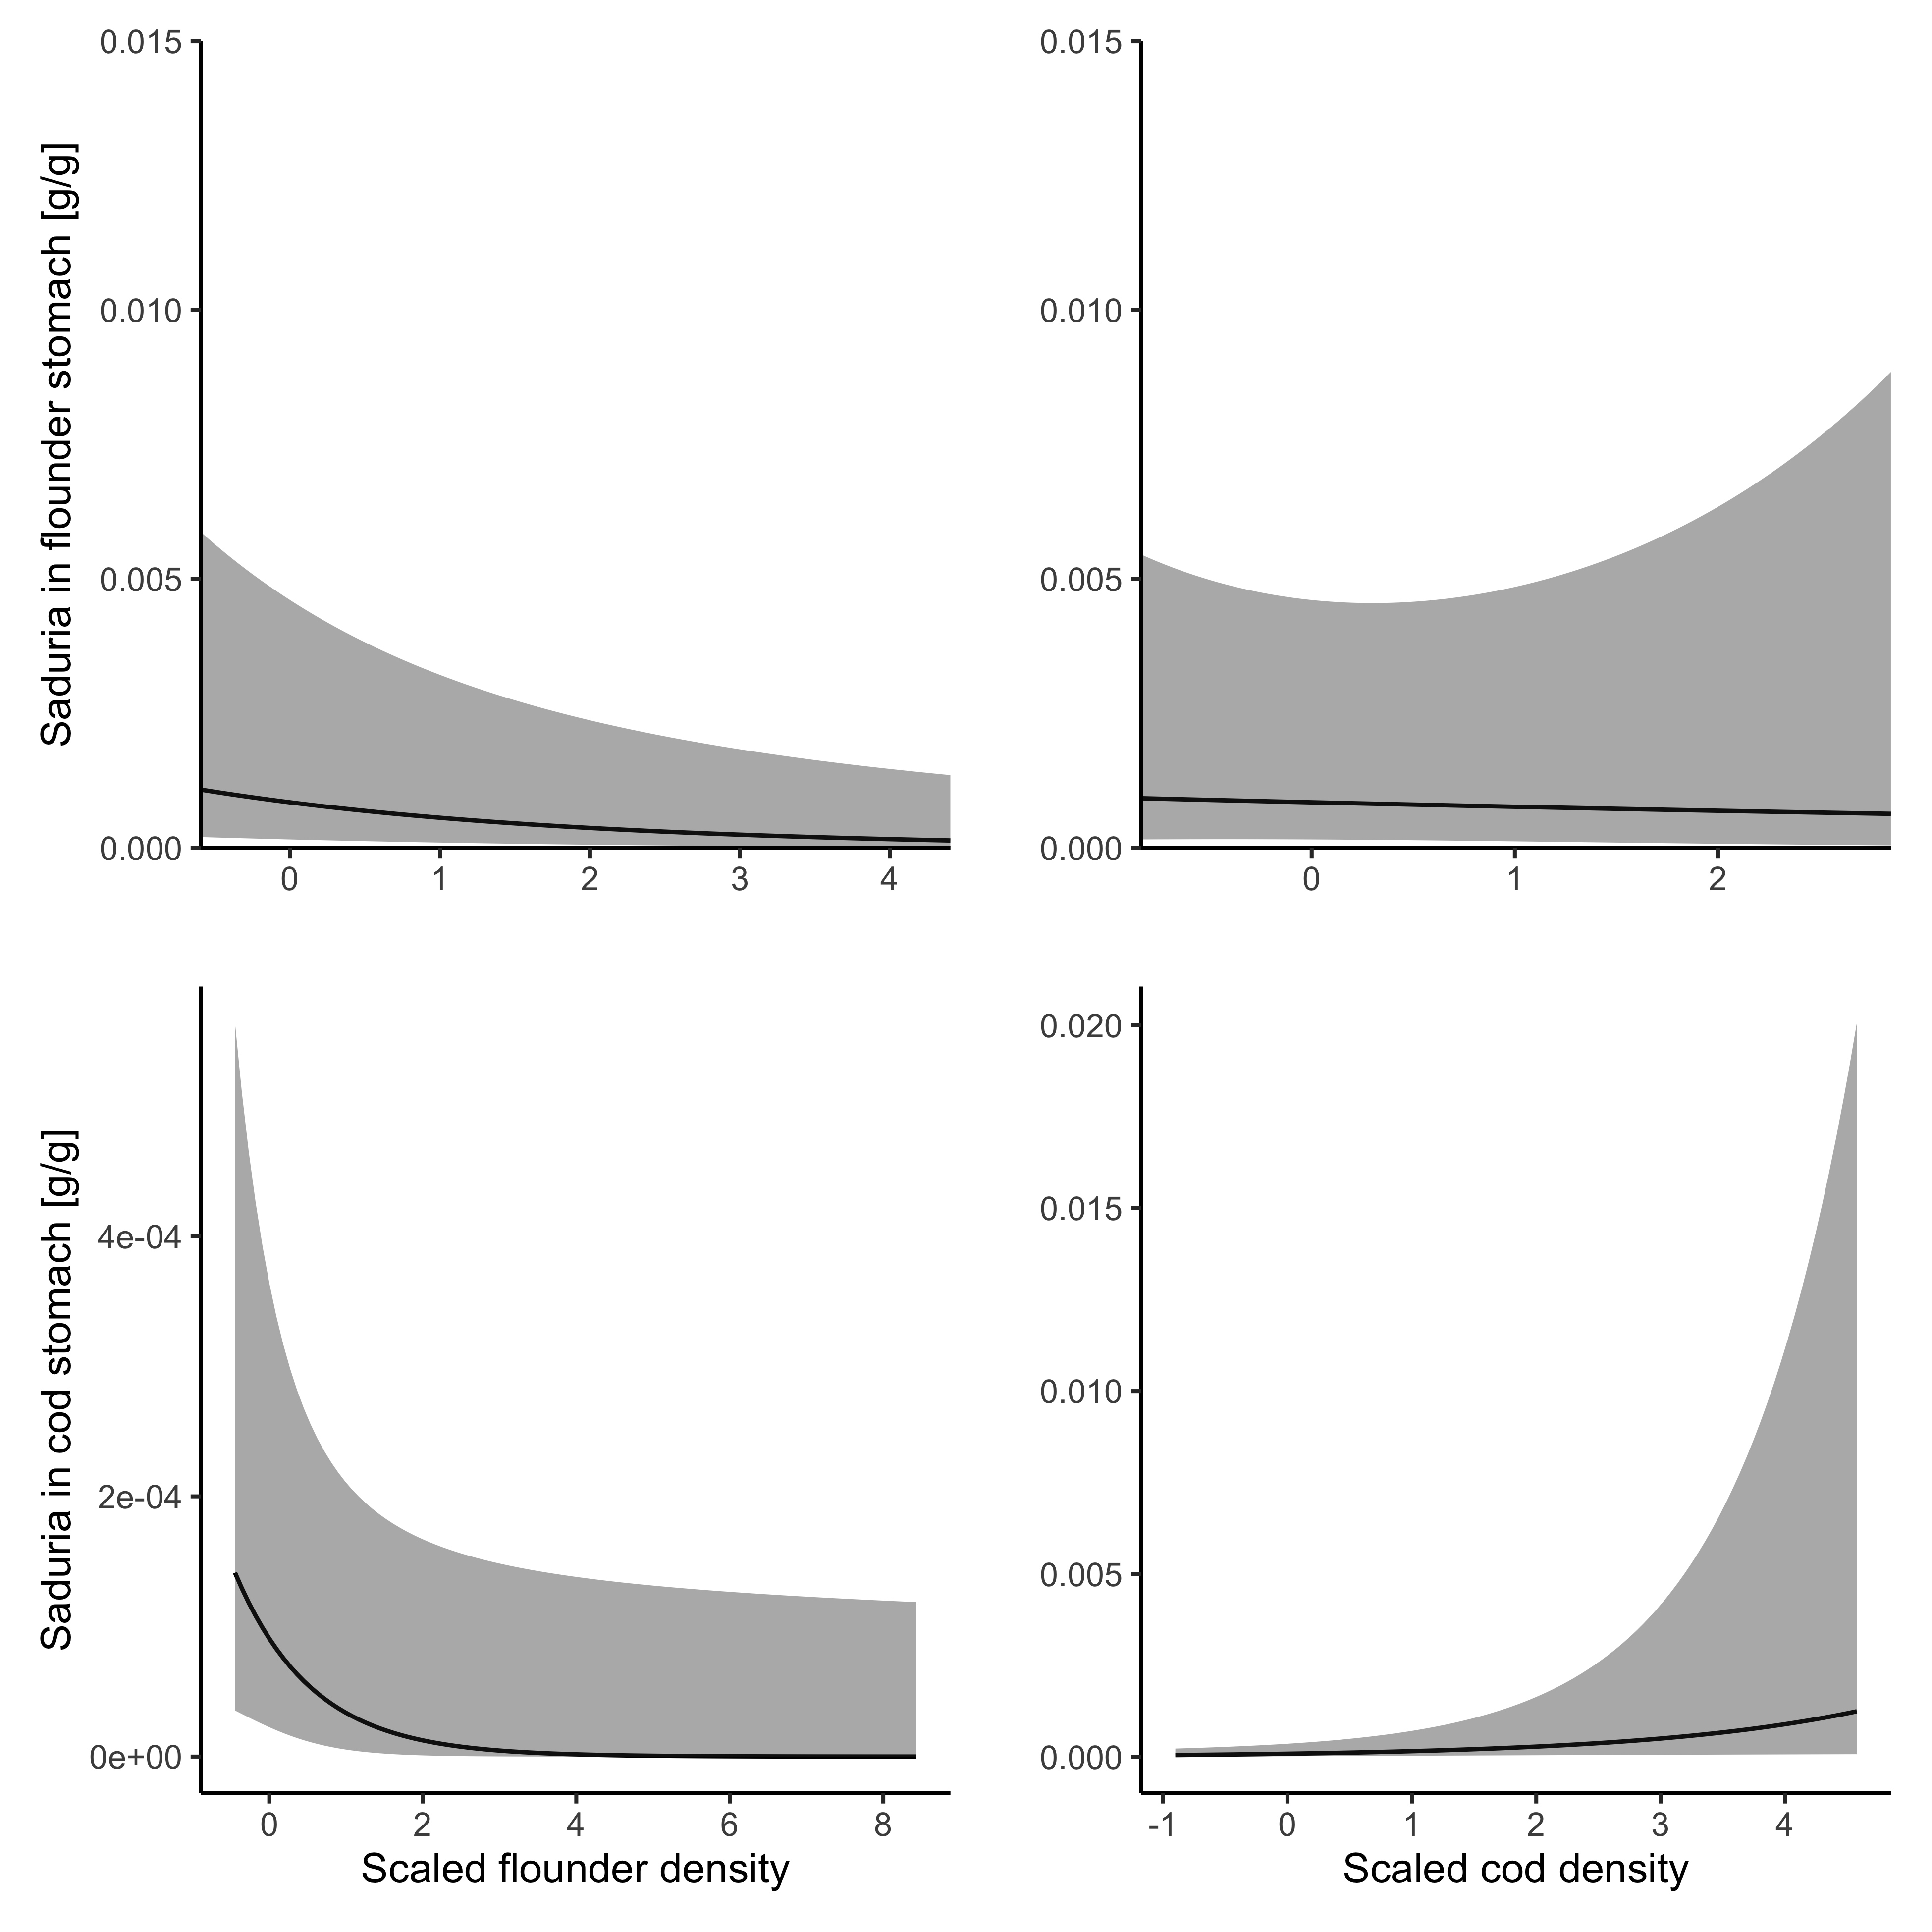 Saduria in flounder stomach [g/g]
0.015
0.010
0.005
0.000
0 1 2 3 4
0.015
0.010
0.005
0.000
0 1 2
Saduria in cod stomach [g/g]
4e-04
2e-04
0e+00
0 2 4 6 8
Scaled flounder density
0.020
0.015
0.010
0.005
0.000
-1 0 1 2 3 4
Scaled cod density